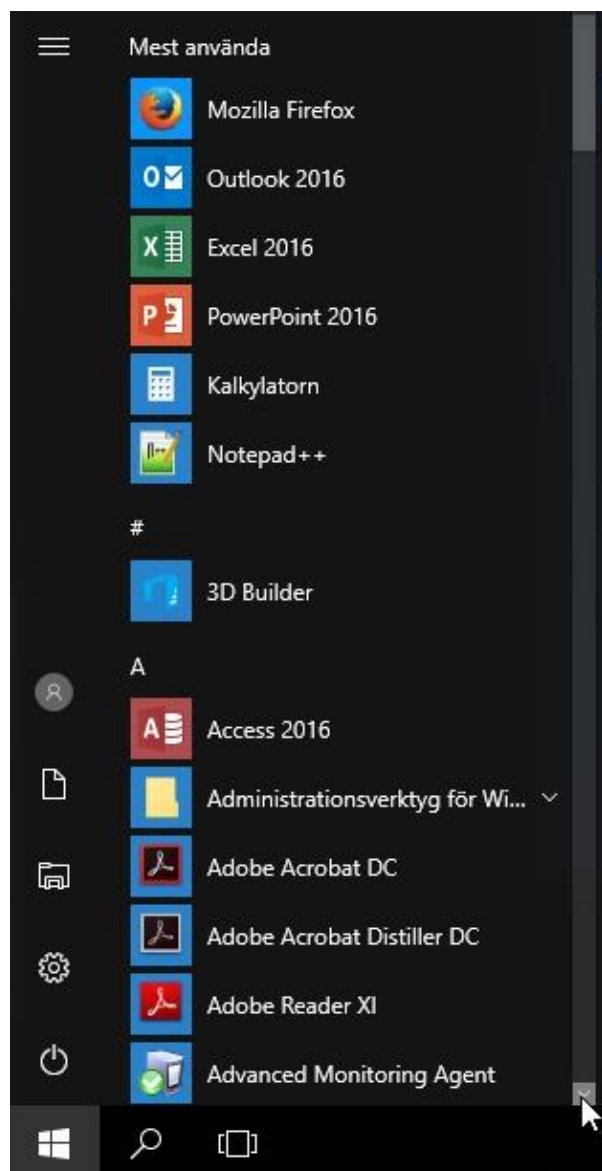 Mest använda
Mozilla Firefox
Outlook 2016
Excel 2016
PowerPoint 2016
Kalkylatorn
Notepad++
#
3D Builder
A
Access 2016
Administrationsverktyg för Wi...
Adobe Acrobat DC
Adobe Acrobat Distiller DC
Adobe Reader XI
Advanced Monitoring Agent